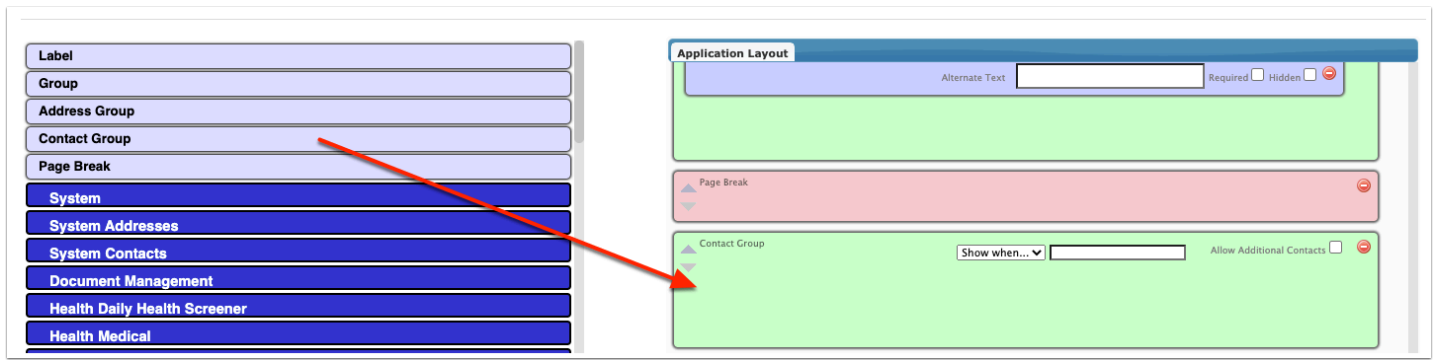 Label
Group
Address Group
Contact Group
Page Break
System
System Addresses
System Contacts
Document Management
Health Daily Health Screener
Health Medical
Application Layout
Alternate Text Required Hidden
Page Break
Contact Group Show when... Allow Additional Contacts